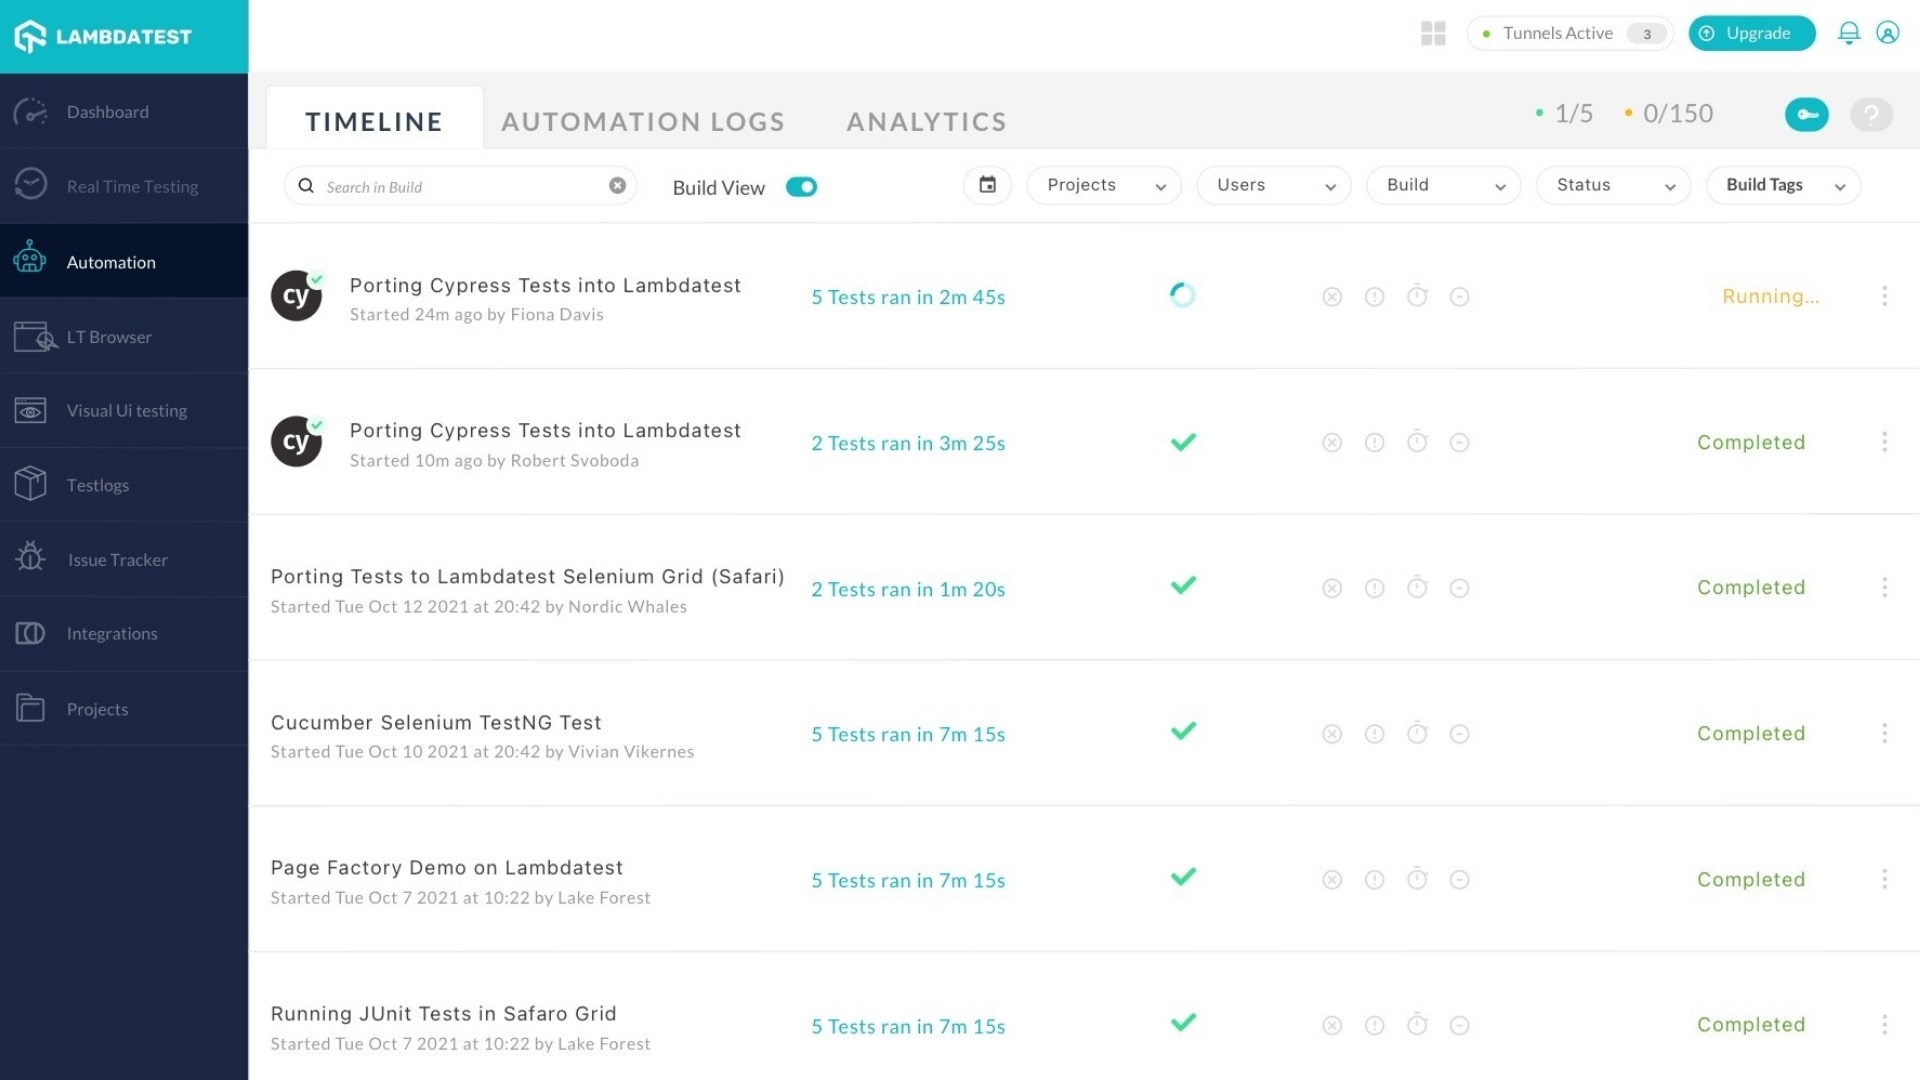 LAMBDATEST
Tunnels Active 3
Upgrade
Dashboard
Real Time Testing
Automation
LT Browser
Visual Ui testing
Testlogs
Issue Tracker
Integrations
Projects
TIMELINE AUTOMATION LOGS ANALYTICS
1/5 0/150 ?
Search in Build
Build View
Projects Users Build Status Build Tags
cy
Porting Cypress Tests into Lambdatest
Started 24m ago by Fiona Davis
5 Tests ran in 2m 45s
Running...
cy
Porting Cypress Tests into Lambdatest
Started 10m ago by Robert Svoboda
2 Tests ran in 3m 25s
Completed
Porting Tests to Lambdatest Selenium Grid (Safari)
Started Tue Oct 12 2021 at 20:42 by Nordic Whales
2 Tests ran in 1m 20s
Completed
Cucumber Selenium TestNG Test
Started Tue Oct 10 2021 at 20:42 by Vivian Vikernes
5 Tests ran in 7m 15s
Completed
Page Factory Demo on Lambdatest
Started Tue Oct 7 2021 at 10:22 by Lake Forest
5 Tests ran in 7m 15s
Completed
Running JUnit Tests in Safaro Grid
Started Tue Oct 7 2021 at 10:22 by Lake Forest
5 Tests ran in 7m 15s
Completed